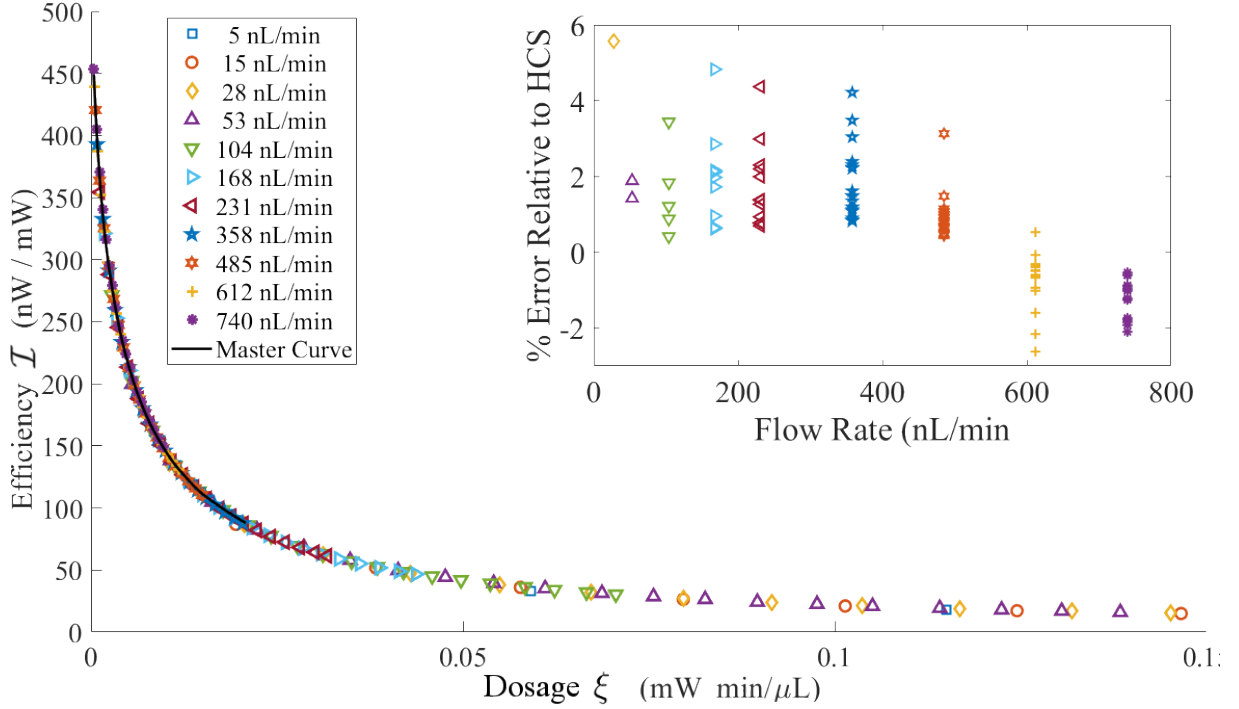 500
450
400
350
300
250
200
150
100
50
0
Efficiency ℐ (nW / mW)
5 nL/min
15 nL/min
28 nL/min
53 nL/min
104 nL/min
168 nL/min
231 nL/min
358 nL/min
485 nL/min
612 nL/min
740 nL/min
Master Curve
6
4
2
0
-2
% Error Relative to HCS
0 200 400 600 800
Flow Rate (nL/min
0 0.05 0.1
Dosage ξ (mW min/μL)